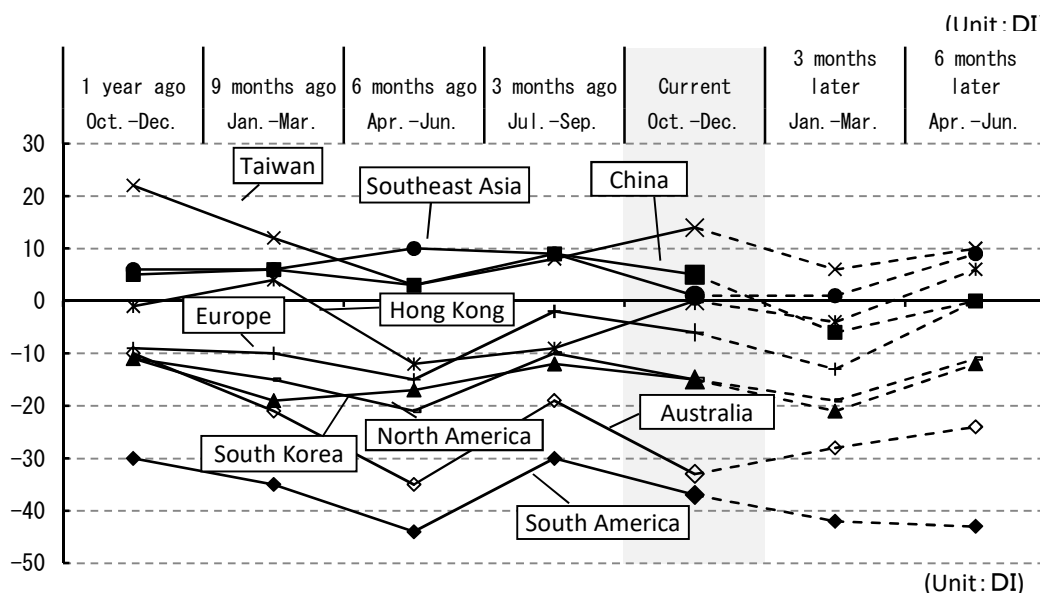 (Unit:DI
1 year ago
Oct.-Dec.
9 months ago
Jan.-Mar.
6 months ago
Apr.-Jun.
3 months ago
Jul.-Sep.
Current
Oct.-Dec.
3 months
later
Jan.-Mar.
6 months
later
Apr.-Jun.
30
20
10
0
-10
-20
-30
-40
-50
Taiwan
Southeast Asia
China
Europe
Hong Kong
South Korea
North America
Australia
South America
(Unit:DI)